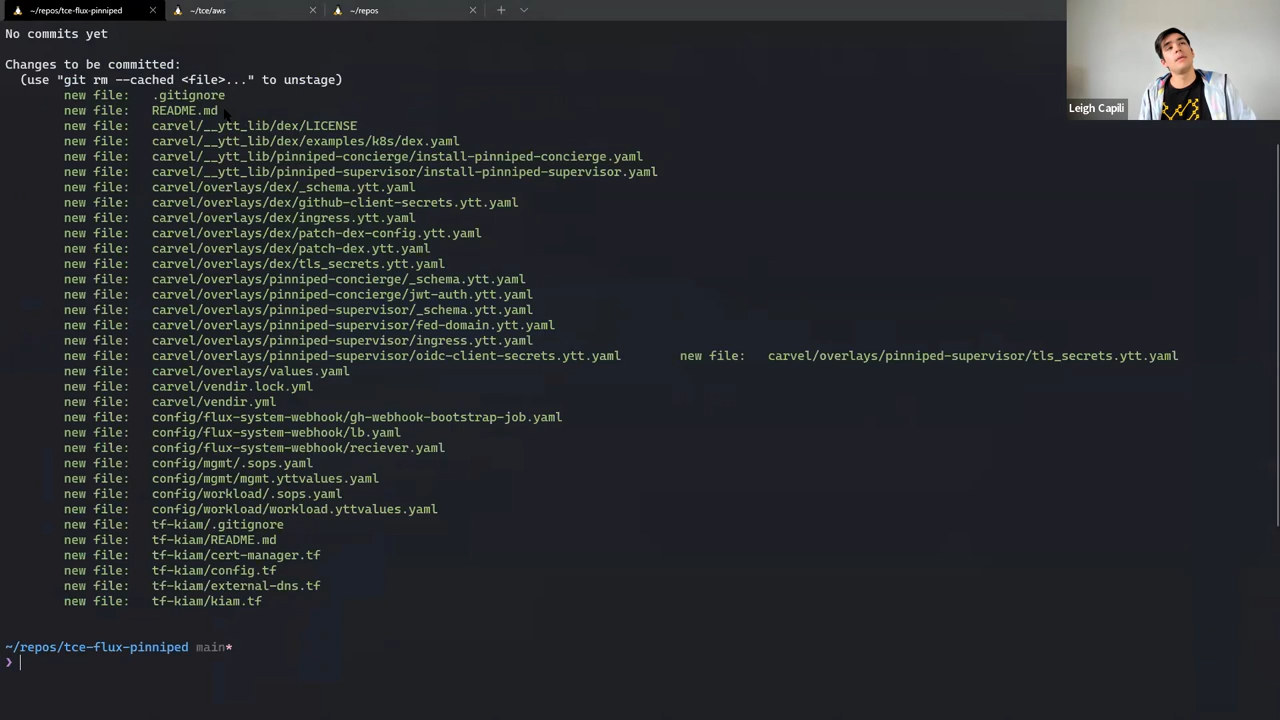 ~/repos/tce-flux-pinniped
~/tce/aws
~/repos
No commits yet
Changes to be committed:
(use "git rm --cached <file>..." to unstage)
new file: .gitignore
new file: README.md
new file: carvel/__ytt_lib/dex/LICENSE
new file: carvel/__ytt_lib/dex/examples/k8s/dex.yaml
new file: carvel/__ytt_lib/pinniped-concierge/install-pinniped-concierge.yaml
new file: carvel/__ytt_lib/pinniped-supervisor/install-pinniped-supervisor.yaml
new file: carvel/overlays/dex/_schema.ytt.yaml
new file: carvel/overlays/dex/github-client-secrets.ytt.yaml
new file: carvel/overlays/dex/ingress.ytt.yaml
new file: carvel/overlays/dex/patch-dex-config.ytt.yaml
new file: carvel/overlays/dex/patch-dex.ytt.yaml
new file: carvel/overlays/dex/tls_secrets.ytt.yaml
new file: carvel/overlays/pinniped-concierge/_schema.ytt.yaml
new file: carvel/overlays/pinniped-concierge/jwt-auth.ytt.yaml
new file: carvel/overlays/pinniped-supervisor/_schema.ytt.yaml
new file: carvel/overlays/pinniped-supervisor/fed-domain.ytt.yaml
new file: carvel/overlays/pinniped-supervisor/ingress.ytt.yaml
new file: carvel/overlays/pinniped-supervisor/oidc-client-secrets.ytt.yaml new file: carvel/overlays/pinniped-supervisor/tls_secrets.ytt.yaml
new file: carvel/overlays/values.yaml
new file: carvel/vendir.lock.yml
new file: carvel/vendir.yml
new file: config/flux-system-webhook/gh-webhook-bootstrap-job.yaml
new file: config/flux-system-webhook/lb.yaml
new file: config/flux-system-webhook/reciever.yaml
new file: config/mgmt/.sops.yaml
new file: config/mgmt/mgmt.yttvalues.yaml
new file: config/workload/.sops.yaml
new file: config/workload/workload.yttvalues.yaml
new file: tf-kiam/.gitignore
new file: tf-kiam/README.md
new file: tf-kiam/cert-manager.tf
new file: tf-kiam/config.tf
new file: tf-kiam/external-dns.tf
new file: tf-kiam/kiam.tf
~/repos/tce-flux-pinniped main*
❯
Leigh Capili